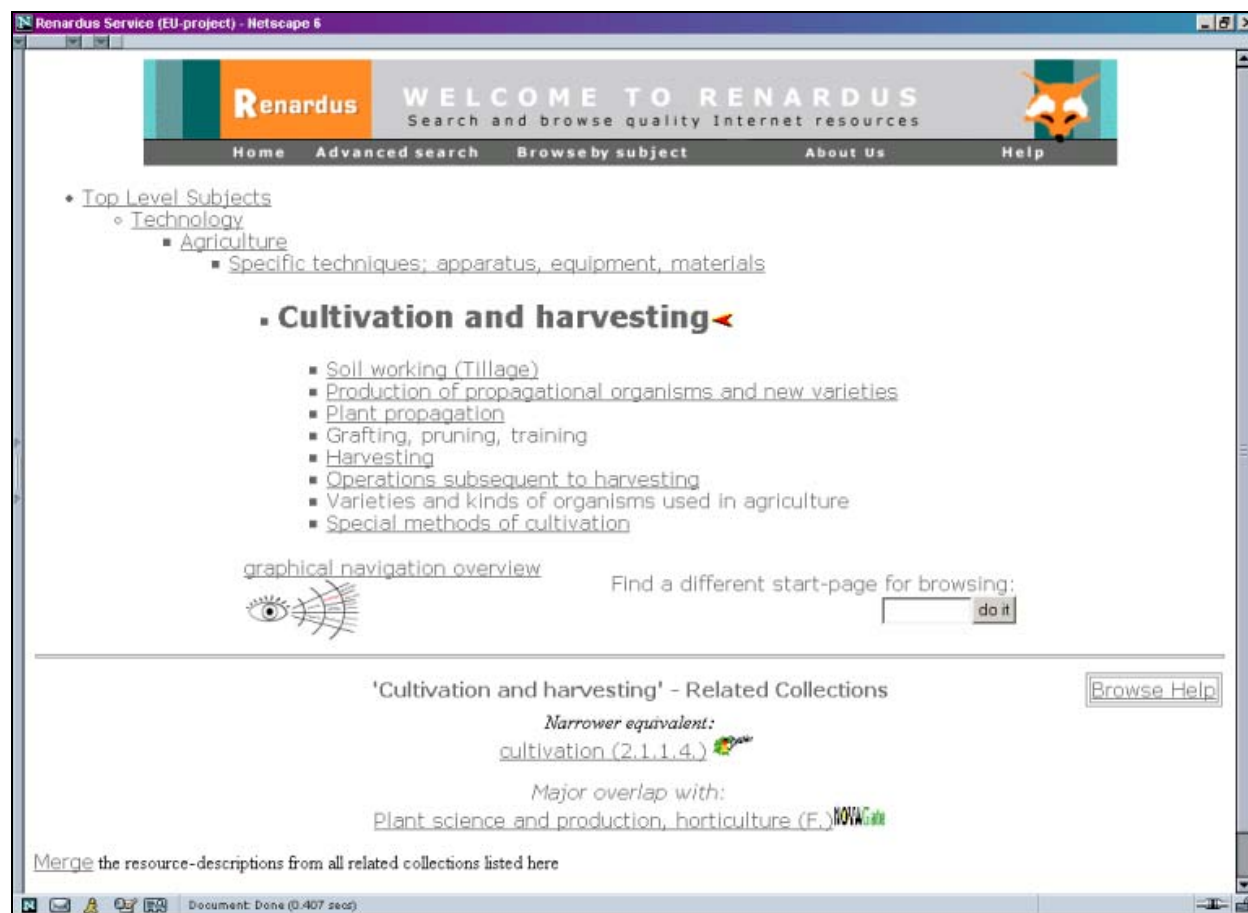 Renardus Service (EU-project) - Netscape 6
Renardus
WELCOME TO RENARDUS
Search and browse quality Internet resources
Home Advanced search Browse by subject About Us Help
Top Level Subjects
Technology
Agriculture
Specific techniques; apparatus, equipment, materials
Cultivation and harvesting
Soil working (Tillage)
Production of propagational organisms and new varieties
Plant propagation
Grafting, pruning, training
Harvesting
Operations subsequent to harvesting
Varieties and kinds of organisms used in agriculture
Special methods of cultivation
graphical navigation overview
Find a different start-page for browsing:
do it
'Cultivation and harvesting' - Related Collections
Browse Help
Narrower equivalent:
cultivation (2.1.1.4.)
Major overlap with:
Plant science and production, horticulture (F.) NOVAGate
Merge the resource-descriptions from all related collections listed here
Document: Done (0.407 secs)